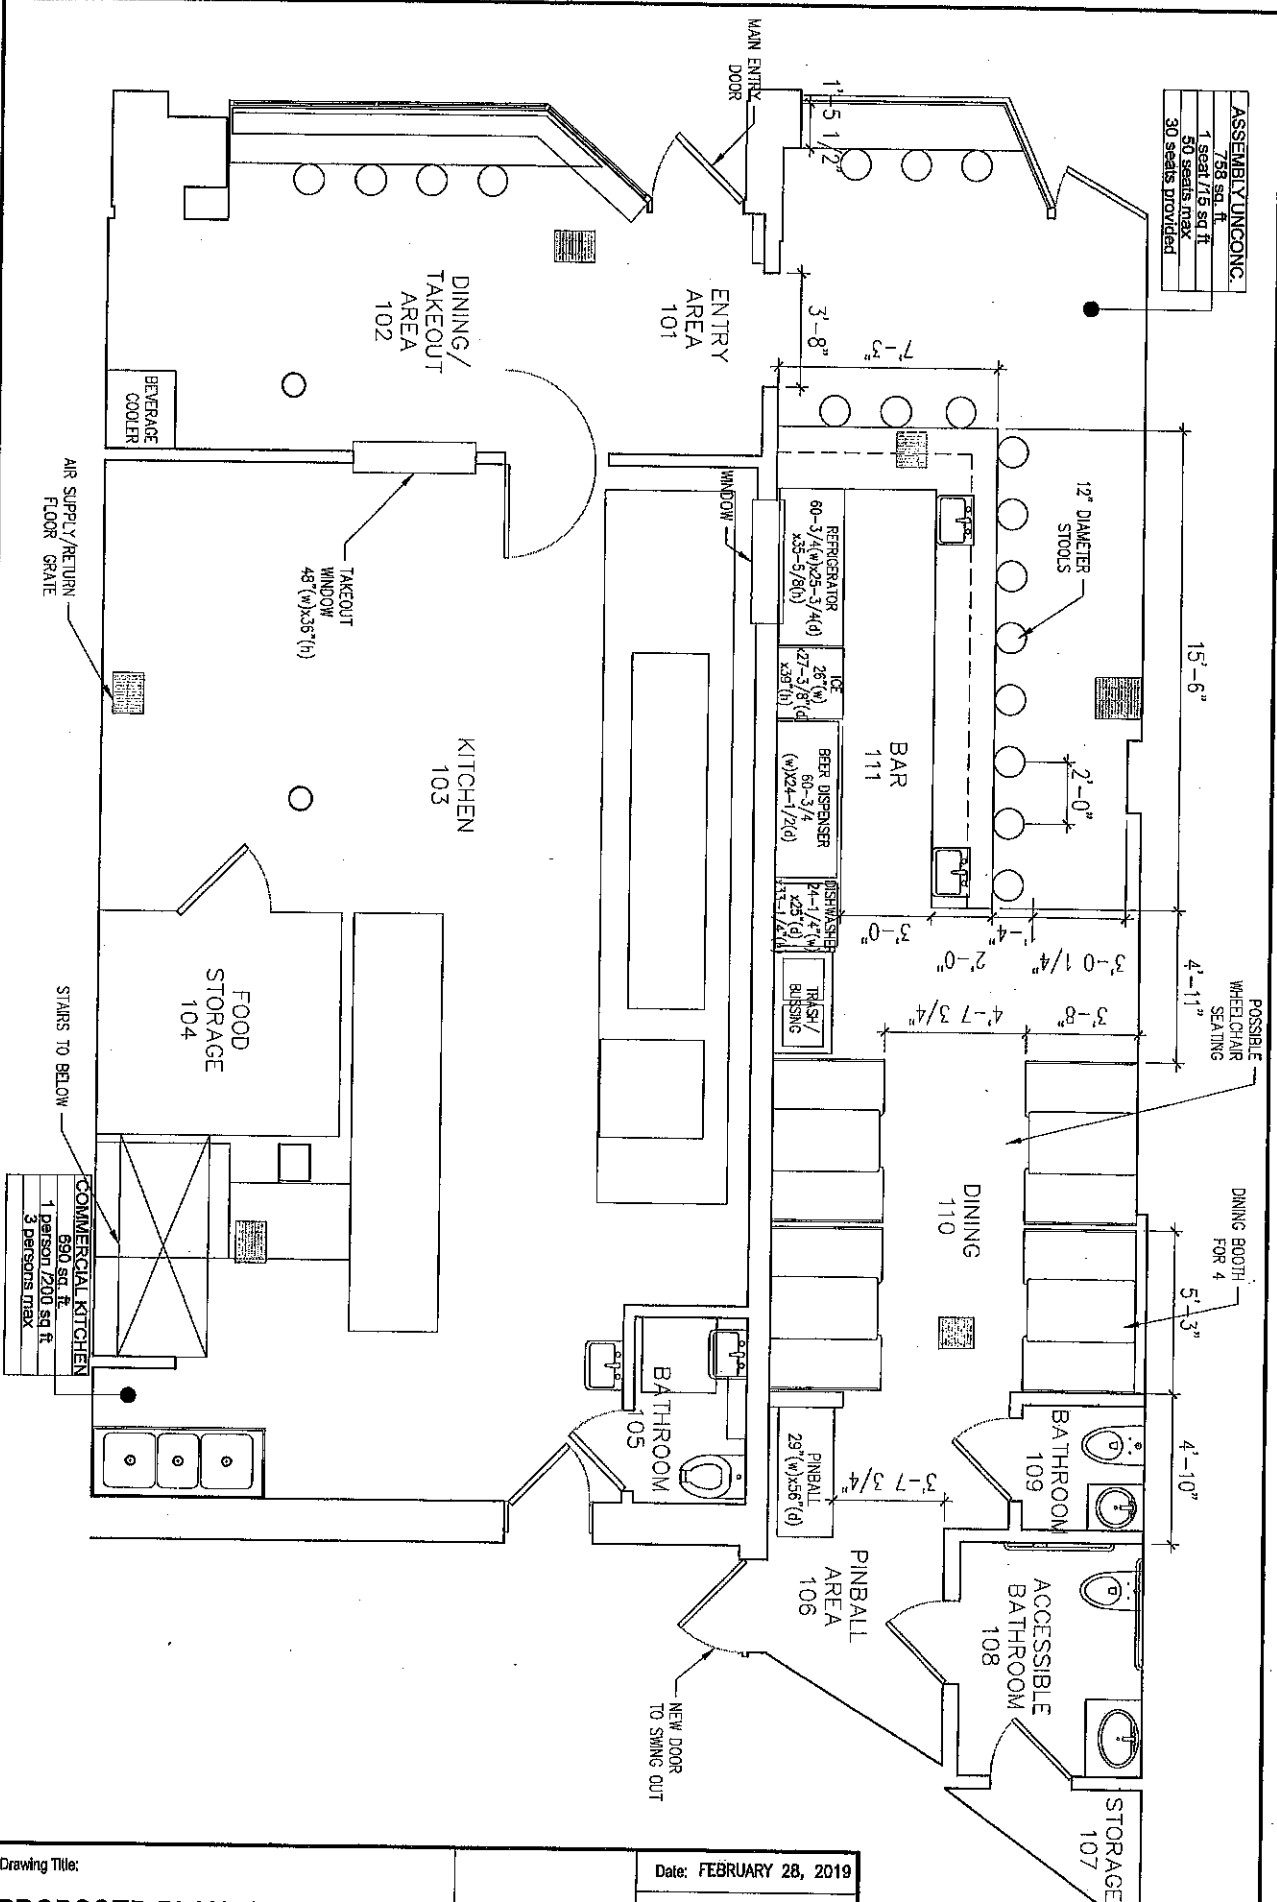 ASSEMBLY UNCONC.
758 sq. ft.
1 seat /15 sq ft
50 seats max
30 seats provided
MAIN ENTRY
DOOR
1'-5 1/2"
3'-8"
7'-3"
ENTRY
AREA
101
DINING/
TAKEOUT
AREA
102
BEVERAGE
COOLER
AIR SUPPLY/RETURN
FLOOR GRATE
TAKEOUT
WINDOW
48"(w)x36"(h)
WINDOW
12" DIAMETER
STOOLS
15'-6"
2'-0"
REFRIGERATOR
60-3/4(w)x25-3/4(d)
x35-5/8(h)
ICE
26"(w)
x27-3/8"(d)
x39"(h)
BEER DISPENSER
60-3/4
(w)x24-1/2(d)
DISHWASHER
24-1/4"(w)
x25"(d)
x33-1/4"(h)
TRASH/
BUSSING
BAR
111
KITCHEN
103
3'-0"
2'-0"
1'-4"
3'-0 1/4"
4'-11"
4'-7 3/4"
3'-8"
POSSIBLE
WHEELCHAIR
SEATING
DINING BOOTH
FOR 4
5'-3"
4'-10"
DINING
110
FOOD
STORAGE
104
STAIRS TO BELOW
COMMERCIAL KITCHEN
690 sq. ft.
1 person /200 sq ft
3 persons max
BATHROOM
105
PINBALL
29"(w)x56"(d)
3'-7 3/4"
BATHROOM
109
PINBALL
AREA
106
ACCESSIBLE
BATHROOM
108
NEW DOOR
TO SWING OUT
STORAGE
107
Drawing Title:
Date: FEBRUARY 28, 2019